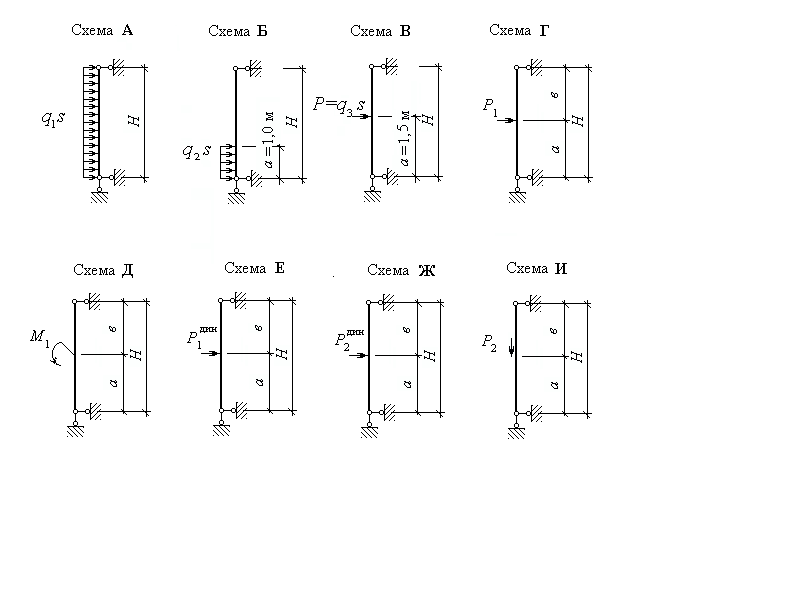 Схема А
Схема Б
Схема В
Схема Г
q1s
H
q2s
a=1,0 м
H
P=q3s
a=1,5 м
H
P1
в
a
H
Схема Д
Схема Е
Схема Ж
Схема И
M1
в
a
H
P1дин
в
a
H
P2дин
в
a
H
P2
в
a
H